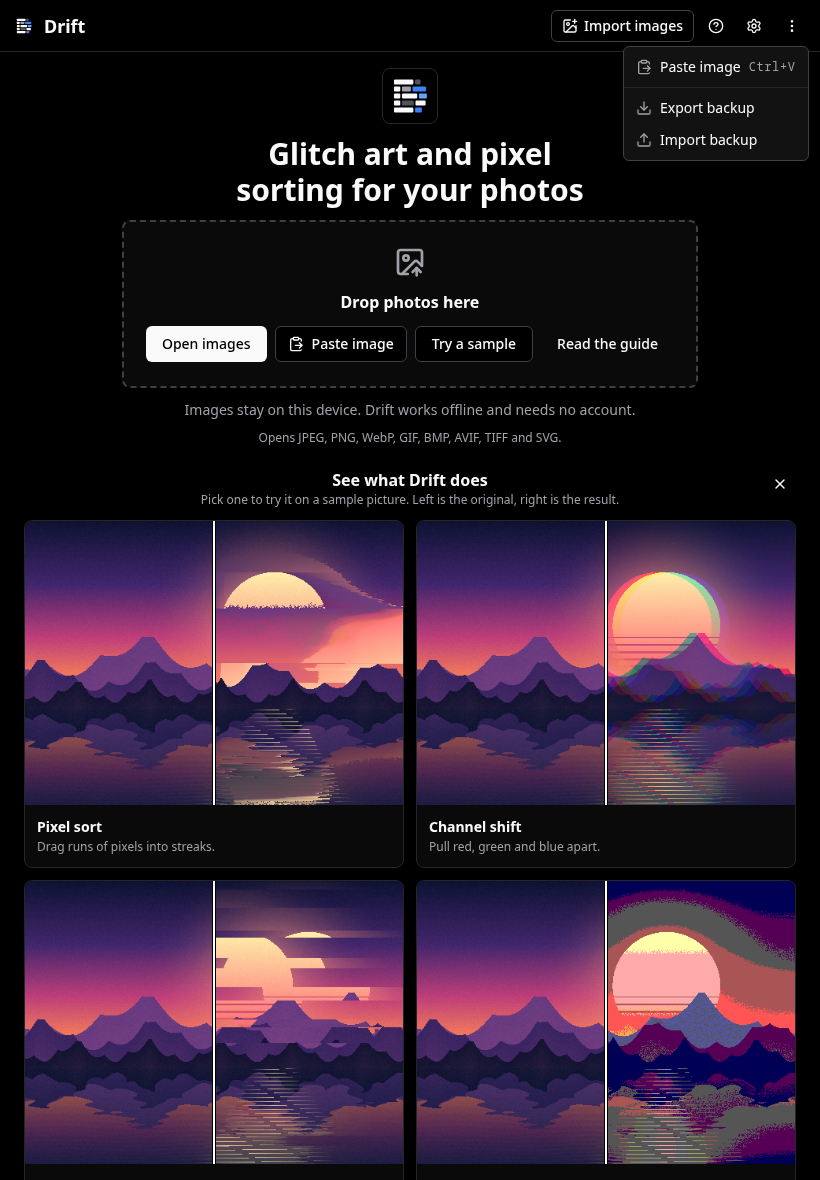 Drift
Import images
Paste image Ctrl+V
Export backup
Import backup
Glitch art and pixel
sorting for your photos
Drop photos here
Open images
Paste image
Try a sample
Read the guide
Images stay on this device. Drift works offline and needs no account.
Opens JPEG, PNG, WebP, GIF, BMP, AVIF, TIFF and SVG.
See what Drift does
Pick one to try it on a sample picture. Left is the original, right is the result.
Pixel sort
Drag runs of pixels into streaks.
Channel shift
Pull red, green and blue apart.